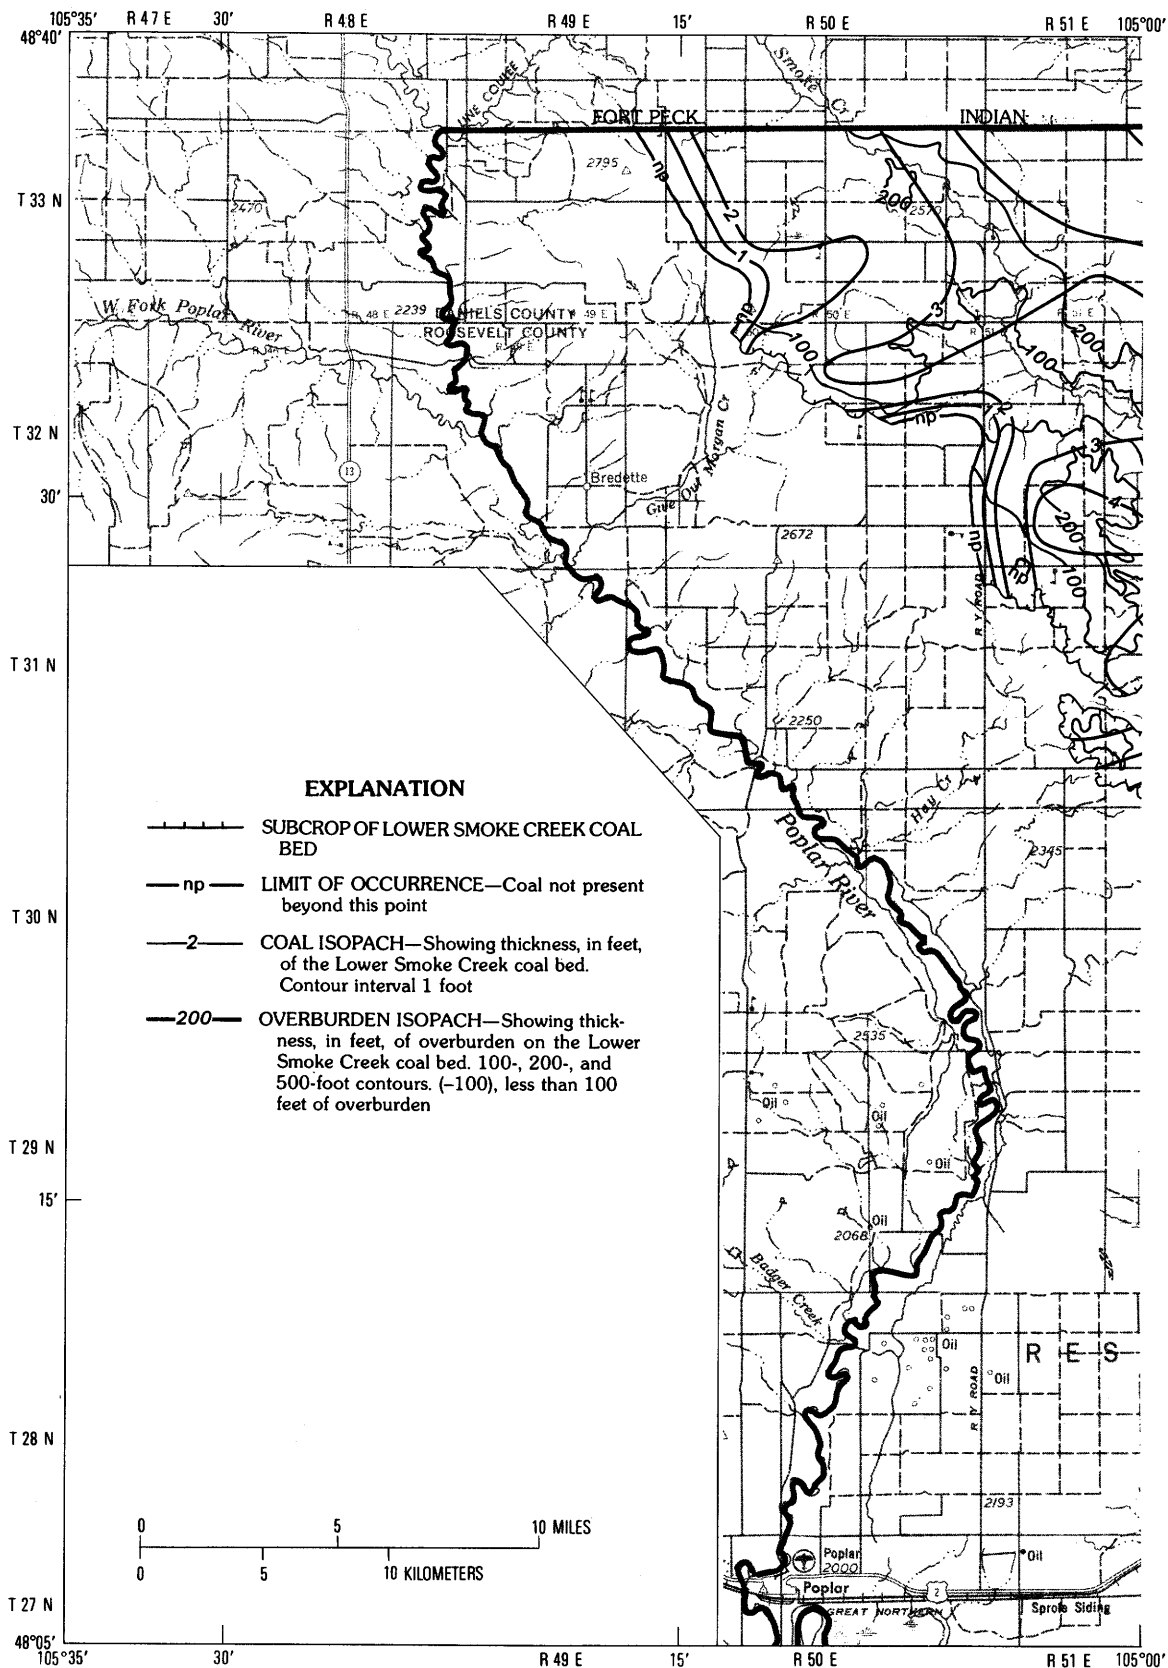 105°35′ R 47 E 30′ R 48 E R 49 E 15′ R 50 E R 51 E 105°00′
48°40′
Smoke Cr
FORT PECK INDIAN
2795
np
T 33 N
2470
2
200
1
np
3
W Fork Poplar River
2239
R 48 E
DANIELS COUNTY
49 E
R 50 E
ROOSEVELT COUNTY
100
100
200
np
1
2
3
T 32 N
13
Bredette
Give Out Morgan Cr
30′
4
200
2672
np
np
100
R Y ROAD
T 31 N
2250
EXPLANATION
SUBCROP OF LOWER SMOKE CREEK COAL
BED
np LIMIT OF OCCURRENCE—Coal not present
beyond this point
2 COAL ISOPACH—Showing thickness, in feet,
of the Lower Smoke Creek coal bed.
Contour interval 1 foot
200 OVERBURDEN ISOPACH—Showing thick-
ness, in feet, of overburden on the Lower
Smoke Creek coal bed. 100-, 200-, and
500-foot contours. (–100), less than 100
feet of overburden
Hay Cr
Poplar River
2345
T 30 N
2535
Oil
Oil
T 29 N
Oil
15′
Oil
2068
Badger Creek
Oil
R E S
Oil
R Y ROAD
T 28 N
2193
0 5 10 MILES
0 5 10 KILOMETERS
Oil
Poplar
2000
Poplar
2
T 27 N
GREAT NORTHERN
Sprole Siding
48°05′
105°35′ 30′ R 49 E 15′ R 50 E R 51 E 105°00′